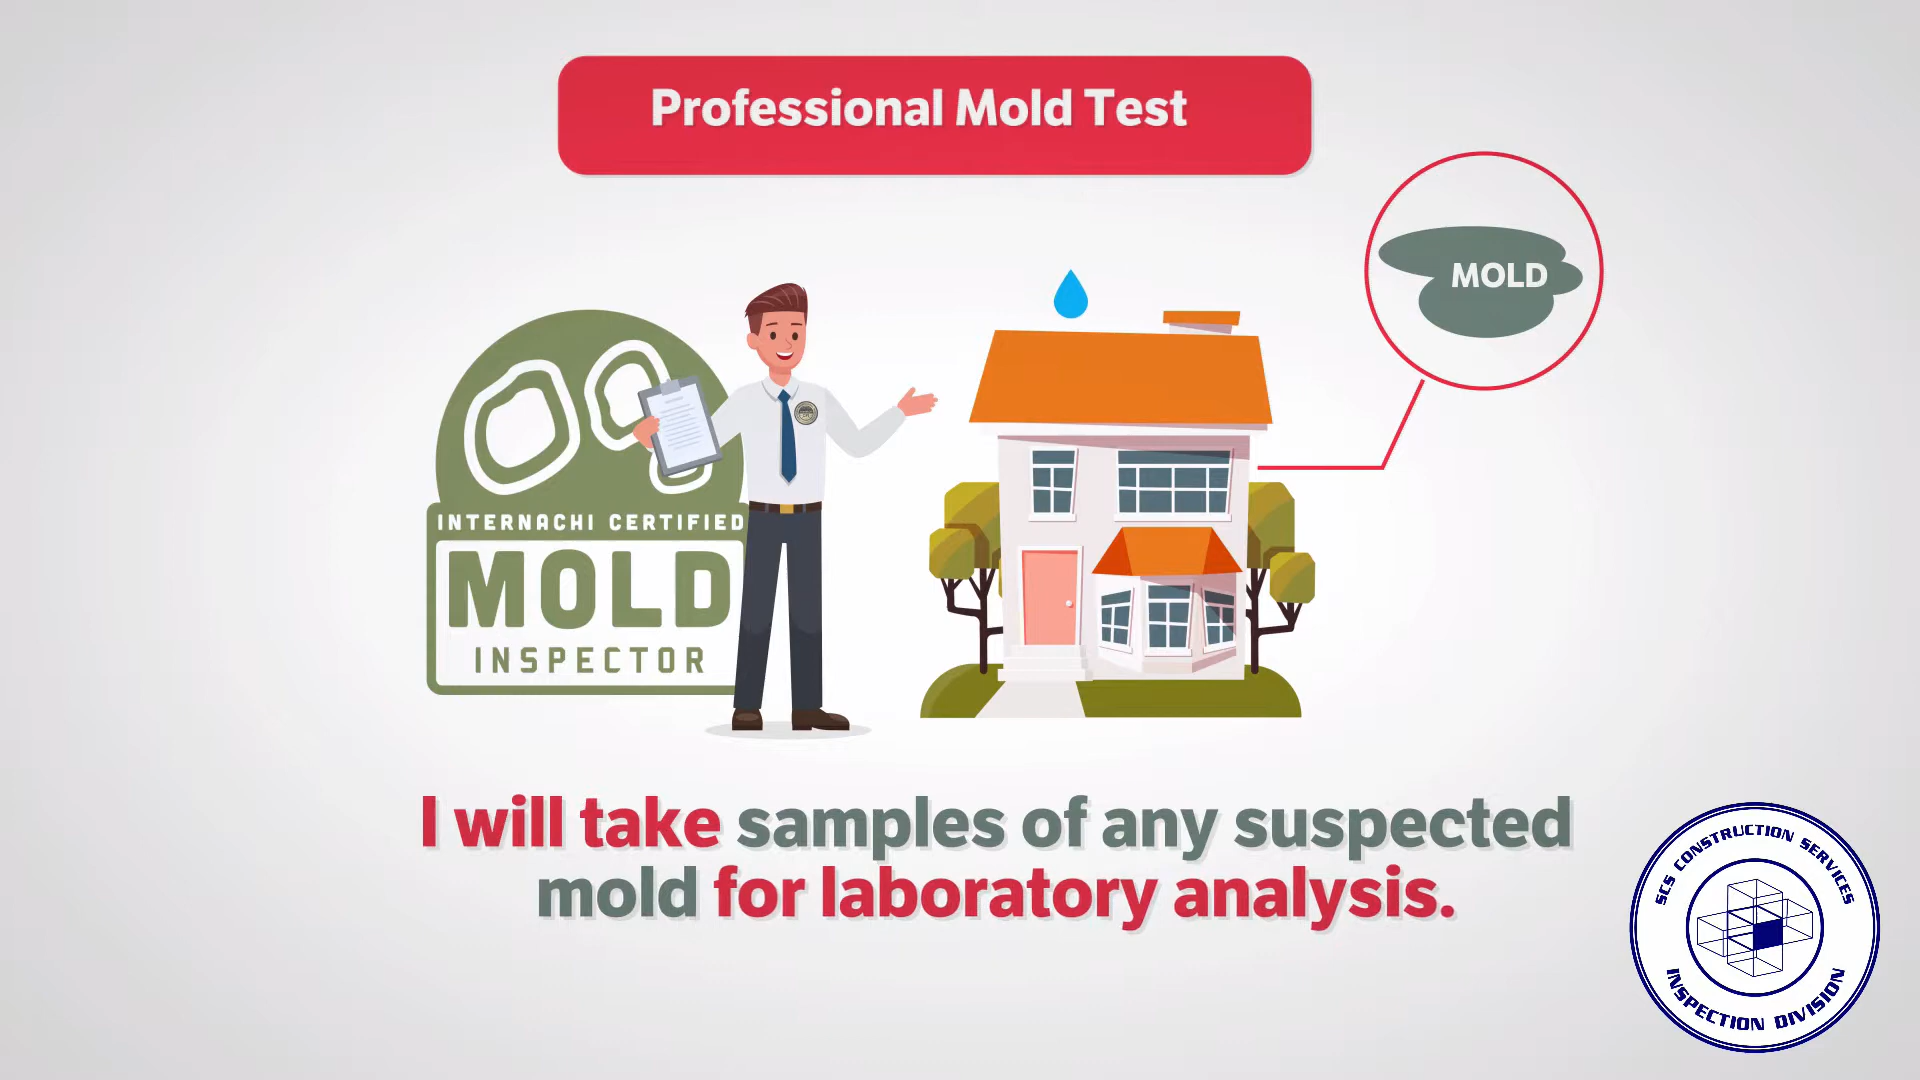 Professional Mold Test
MOLD
INTERNACHI CERTIFIED
MOLD
INSPECTOR
I will take samples of any suspected
mold for laboratory analysis.
SCS CONSTRUCTION SERVICES
INSPECTION DIVISION